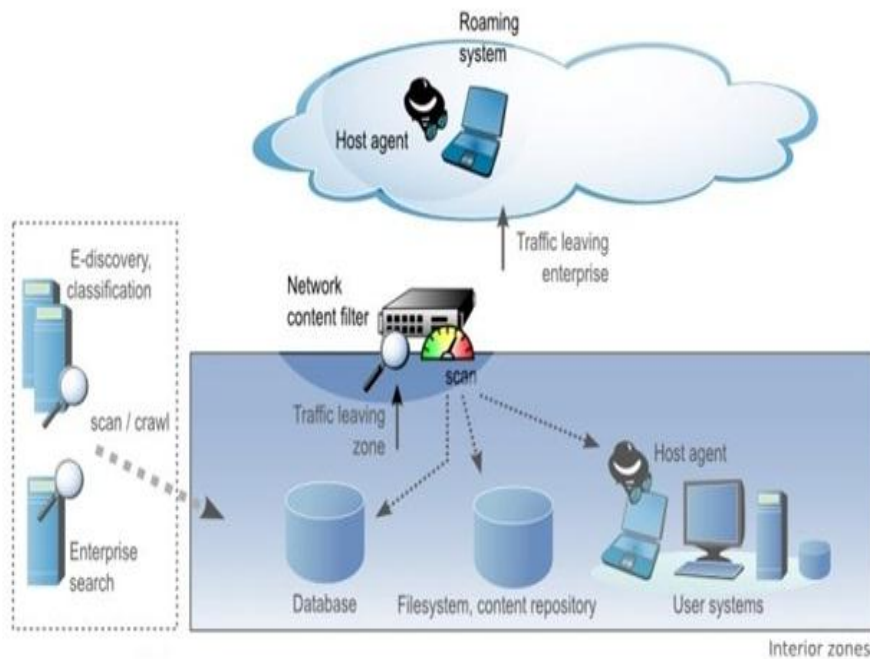 Roaming
system
Host agent
Traffic leaving
enterprise
E-discovery,
classification
Network
content filter
scan
scan / crawl
Traffic leaving
zone
Host agent
Enterprise
search
Database
Filesystem, content repository
User systems
Interior zones